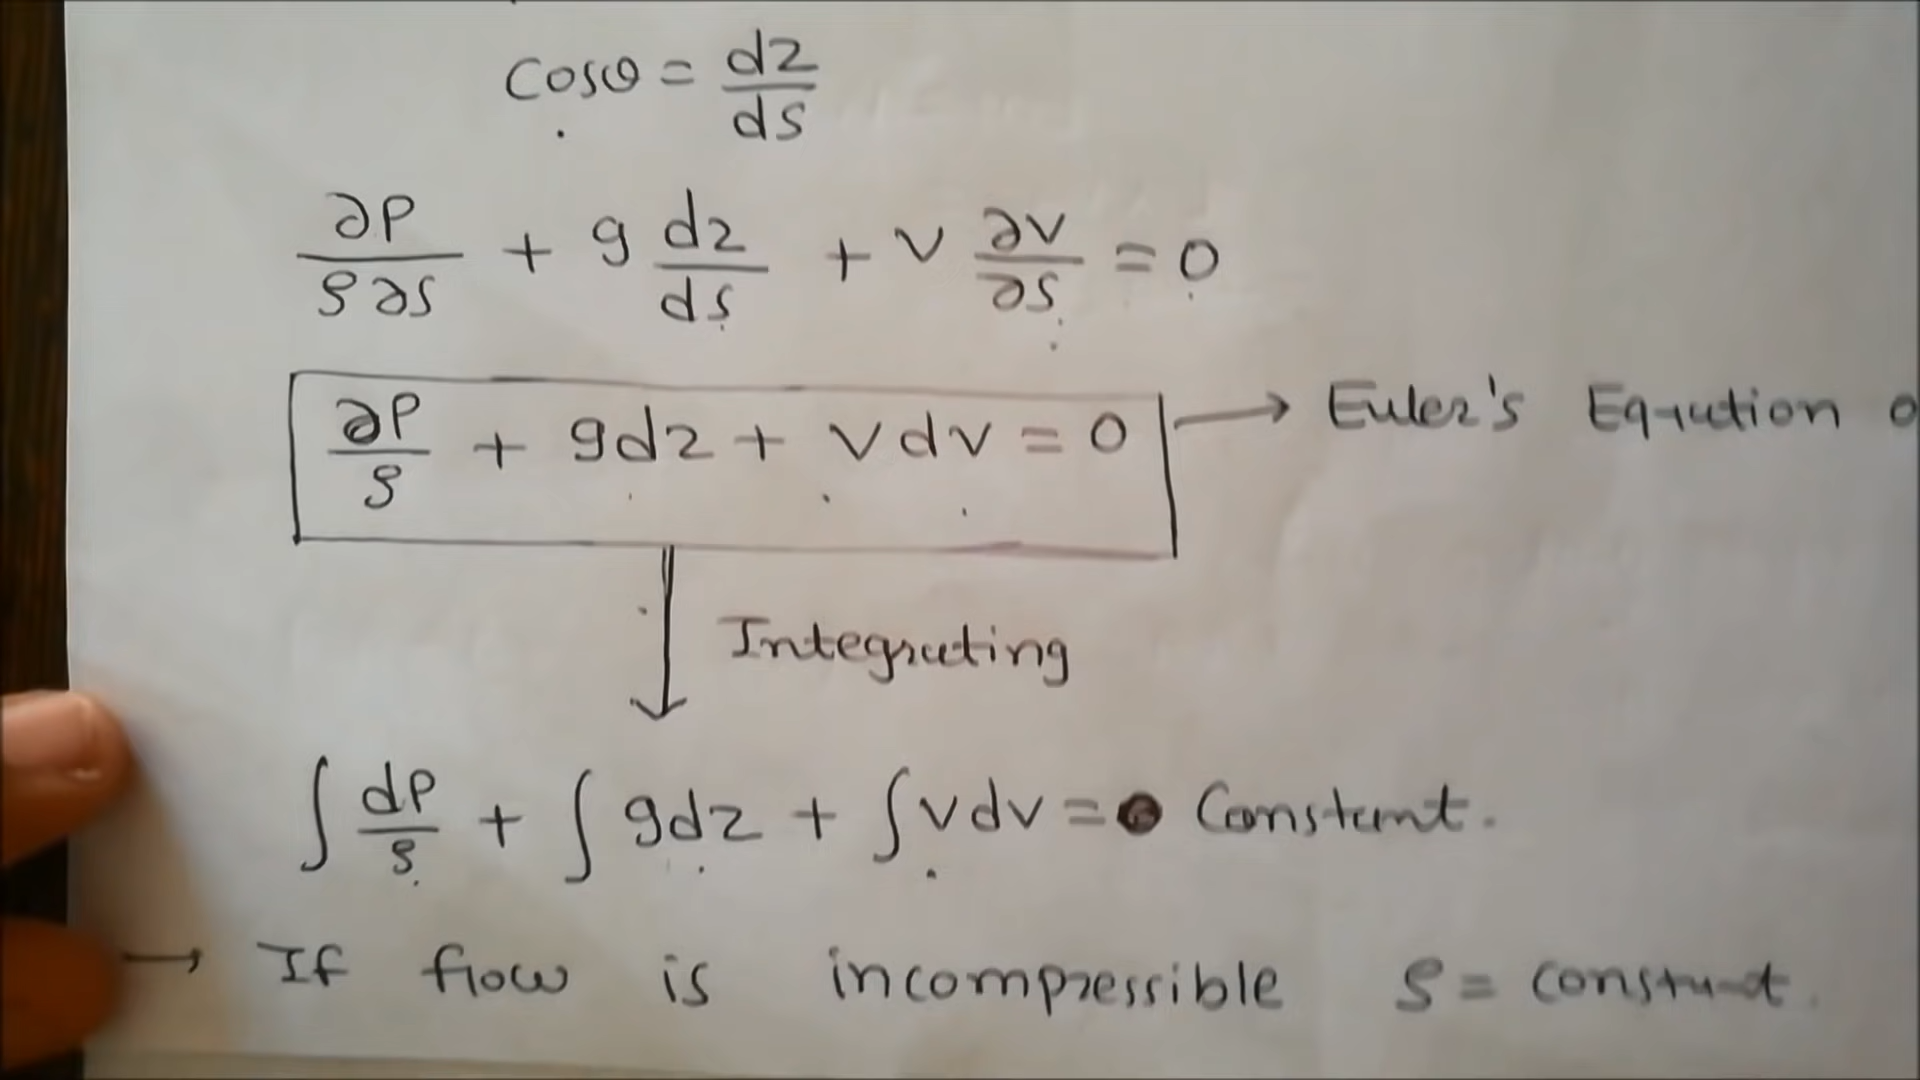 Cosθ = dz/ds
∂P/ρ∂s + g dz/ds + v ∂v/∂s = 0
∂P/ρ + gdz + vdv = 0 → Euler's Equation
Integrating
∫ dp/ρ + ∫ gdz + ∫ vdv = Constant.
→ If flow is incompressible ρ = constant.